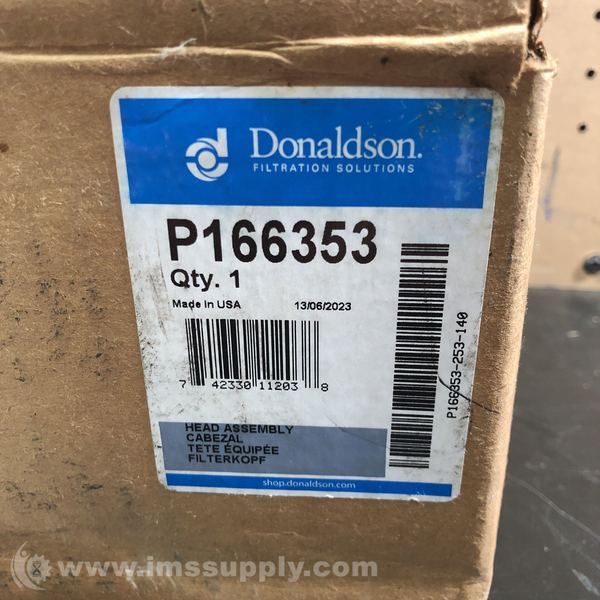 Donaldson.
FILTRATION SOLUTIONS
P166353
Qty. 1
Made in USA 13/06/2023
7 42330 11203 8
P166353-253-140
HEAD ASSEMBLY
CABEZAL
TETE ÉQUIPÉE
FILTERKOPF
shop.donaldson.com
www.imssupply.com